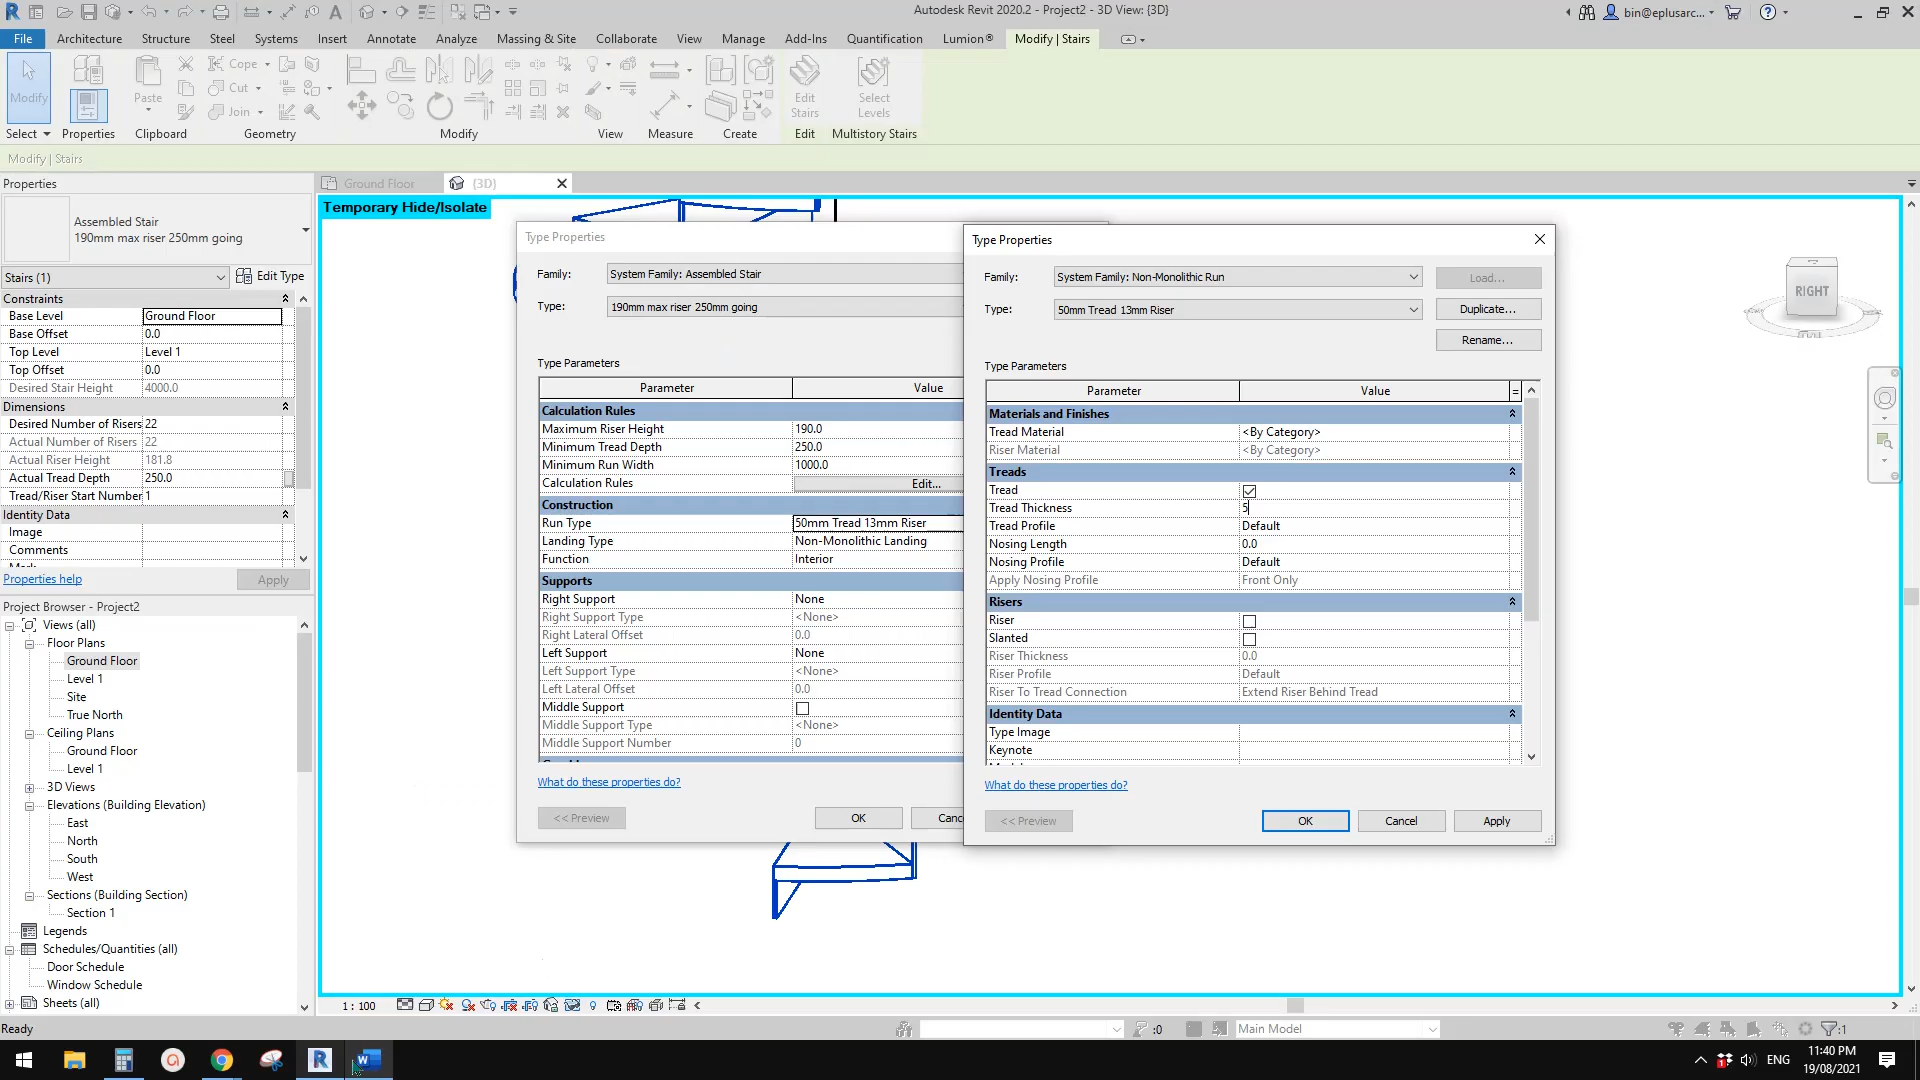 Autodesk Revit 2020.2 - Project2 - 3D View: {3D}
bin@eplusarc...
File Architecture Structure Steel Systems Insert Annotate Analyze Massing & Site Collaborate View Manage Add-Ins Quantification Lumion® Modify | Stairs
Modify
Paste
Cope
Cut
Join
Edit Stairs
Select Levels
Select Properties Clipboard Geometry Modify View Measure Create Edit Multistory Stairs
Modify | Stairs
Properties
Assembled Stair
190mm max riser 250mm going
Stairs (1) Edit Type
Constraints
Base Level Ground Floor
Base Offset 0.0
Top Level Level 1
Top Offset 0.0
Desired Stair Height 4000.0
Dimensions
Desired Number of Risers 22
Actual Number of Risers 22
Actual Riser Height 181.8
Actual Tread Depth 250.0
Tread/Riser Start Number 1
Identity Data
Image
Comments
Properties help Apply
Project Browser - Project2
Views (all)
Floor Plans
Ground Floor
Level 1
Site
True North
Ceiling Plans
Ground Floor
Level 1
3D Views
Elevations (Building Elevation)
East
North
South
West
Sections (Building Section)
Section 1
Legends
Schedules/Quantities (all)
Door Schedule
Window Schedule
Sheets (all)
Ground Floor {3D}
Temporary Hide/Isolate
Type Properties
Family: System Family: Assembled Stair
Type: 190mm max riser 250mm going
Type Parameters
Parameter Value
Calculation Rules
Maximum Riser Height 190.0
Minimum Tread Depth 250.0
Minimum Run Width 1000.0
Calculation Rules Edit...
Construction
Run Type 50mm Tread 13mm Riser
Landing Type Non-Monolithic Landing
Function Interior
Supports
Right Support None
Right Support Type <None>
Right Lateral Offset 0.0
Left Support None
Left Support Type <None>
Left Lateral Offset 0.0
Middle Support
Middle Support Type <None>
Middle Support Number 0
What do these properties do?
<< Preview OK Canc
Type Properties
Family: System Family: Non-Monolithic Run Load...
Type: 50mm Tread 13mm Riser Duplicate...
Rename...
Type Parameters
Parameter Value =
Materials and Finishes
Tread Material <By Category>
Riser Material <By Category>
Treads
Tread
Tread Thickness 5
Tread Profile Default
Nosing Length 0.0
Nosing Profile Default
Apply Nosing Profile Front Only
Risers
Riser
Slanted
Riser Thickness 0.0
Riser Profile Default
Riser To Tread Connection Extend Riser Behind Tread
Identity Data
Type Image
Keynote
What do these properties do?
<< Preview OK Cancel Apply
RIGHT
1 : 100
Ready
:0
Main Model
:1
ENG
11:40 PM
19/08/2021